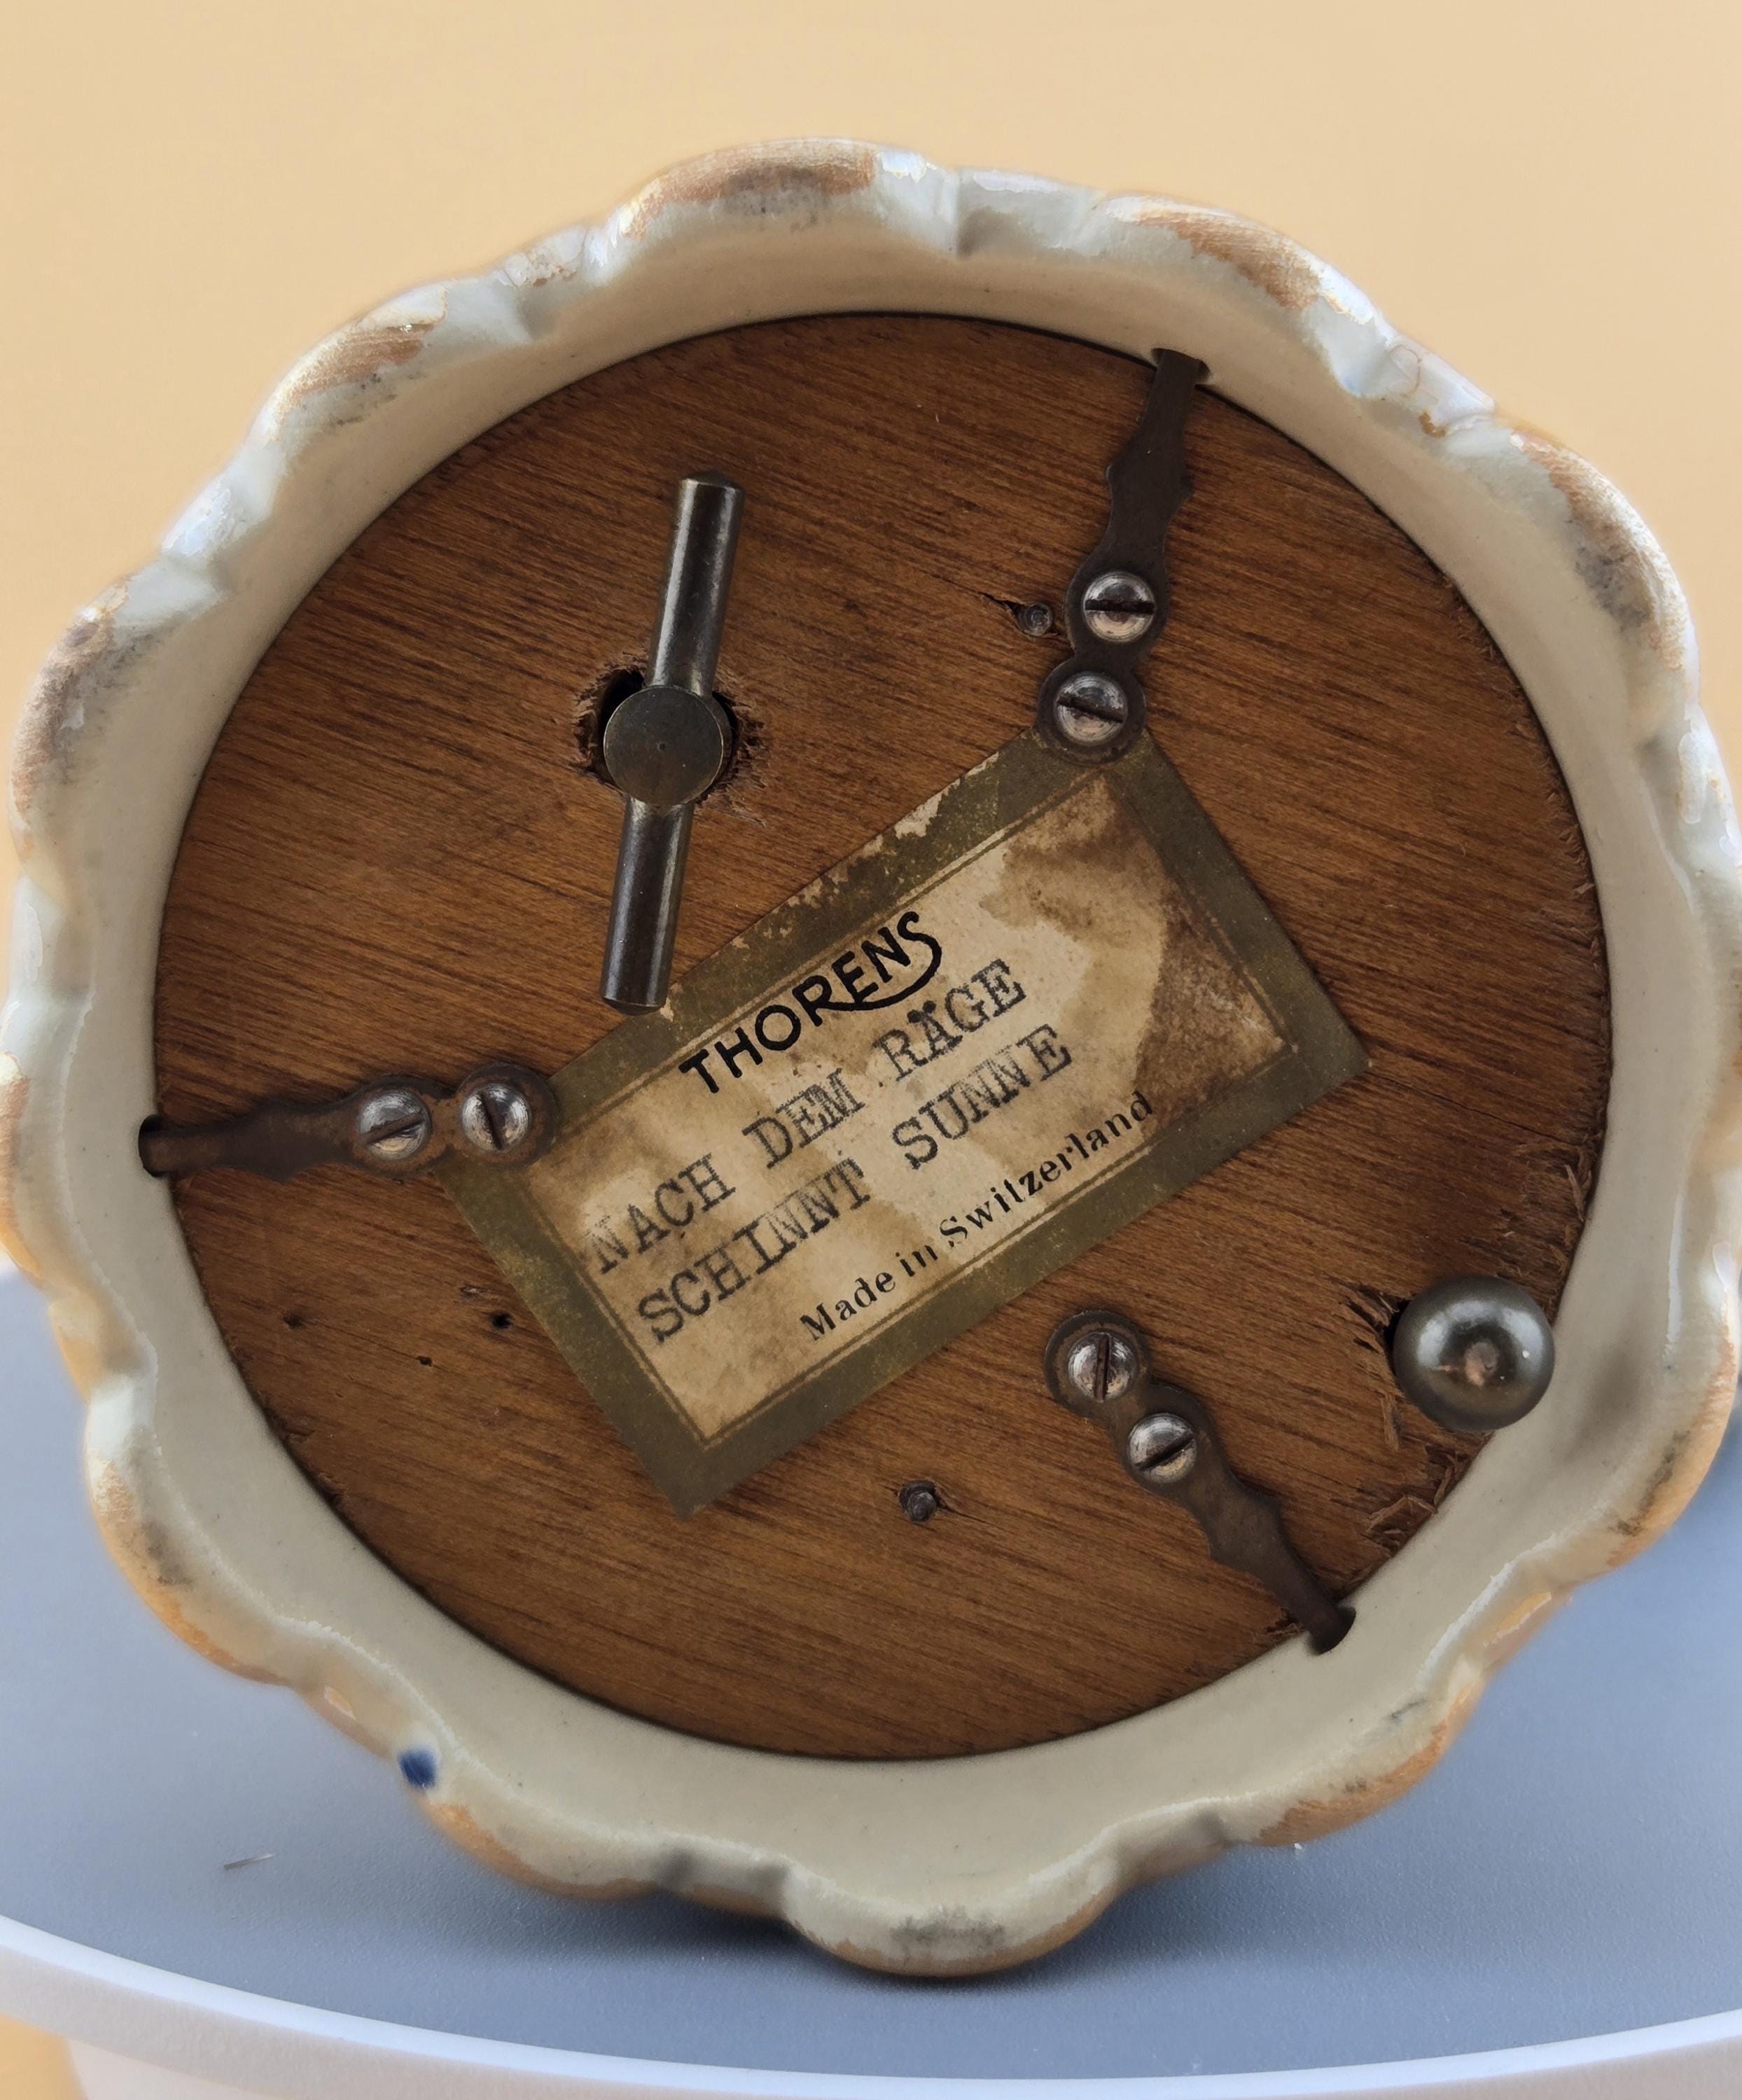 THORENS
NACH DEM RÄGE
SCHINNT SUNNE
Made in Switzerland